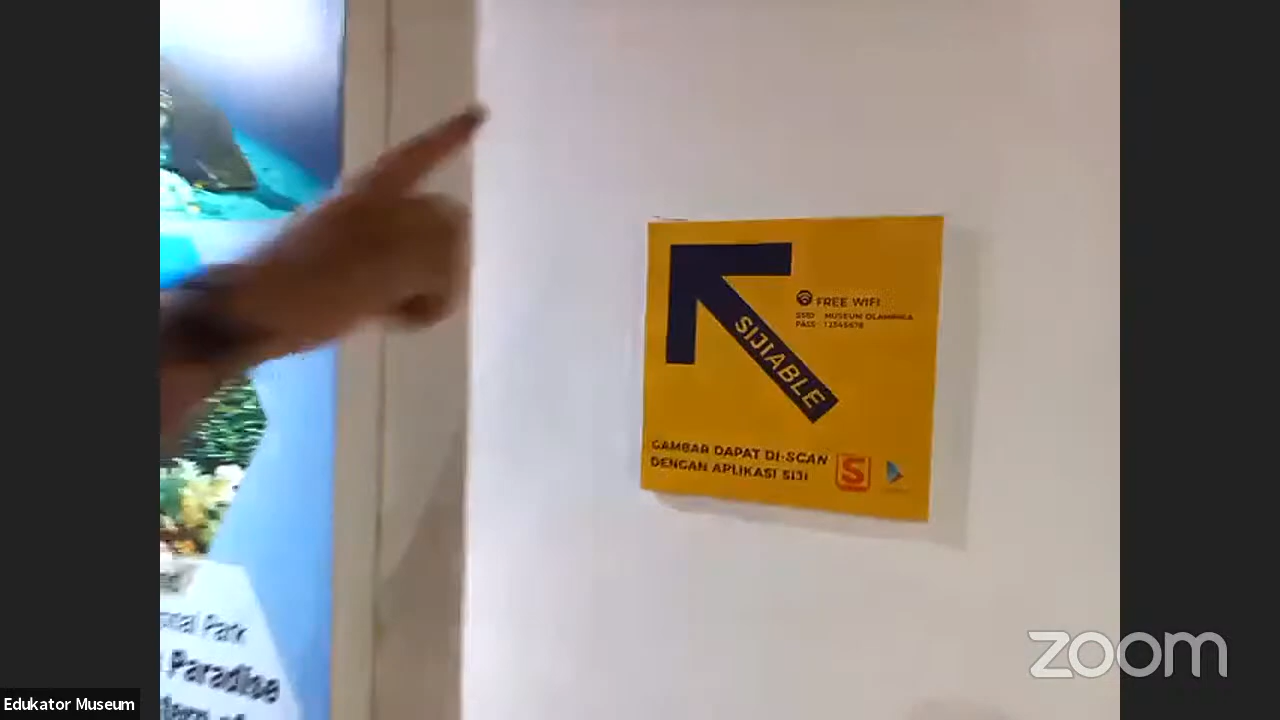 FREE WIFI
SSID MUSEUM OLAHRAGA
PASS 12345678
SIJIABLE
GAMBAR DAPAT DI-SCAN
DENGAN APLIKASI SIJI
S
Park
Paradise
zoom
Edukator Museum